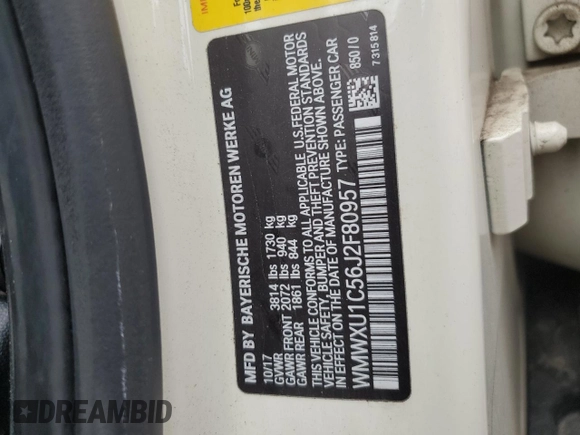 MFD BY BAYERISCHE MOTOREN WERKE AG
10/17
GVWR 3814 lbs 1730 kg
GAWR FRONT 2072 lbs 940 kg
GAWR REAR 1861 lbs 844 kg
THIS VEHICLE CONFORMS TO ALL APPLICABLE U.S. FEDERAL MOTOR
VEHICLE SAFETY, BUMPER, AND THEFT PREVENTION STANDARDS
IN EFFECT ON THE DATE OF MANUFACTURE SHOWN ABOVE.
WMWXU1C56J2F80957 TYPE: PASSENGER CAR
850/0
7315814
DREAMBID